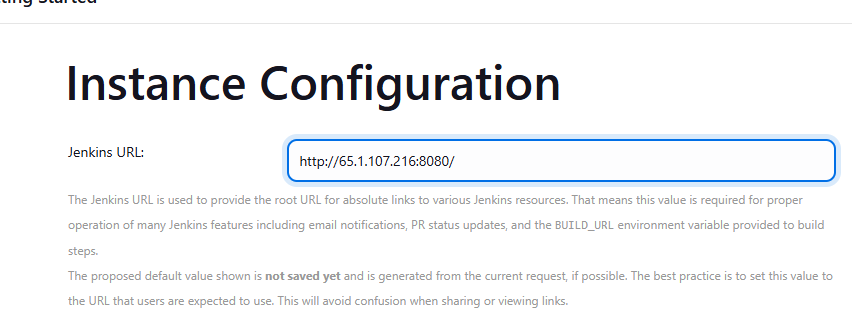 Started
Instance Configuration
Jenkins URL:
http://65.1.107.216:8080/
The Jenkins URL is used to provide the root URL for absolute links to various Jenkins resources. That means this value is required for proper
operation of many Jenkins features including email notifications, PR status updates, and the BUILD_URL environment variable provided to build
steps.
The proposed default value shown is not saved yet and is generated from the current request, if possible. The best practice is to set this value to
the URL that users are expected to use. This will avoid confusion when sharing or viewing links.